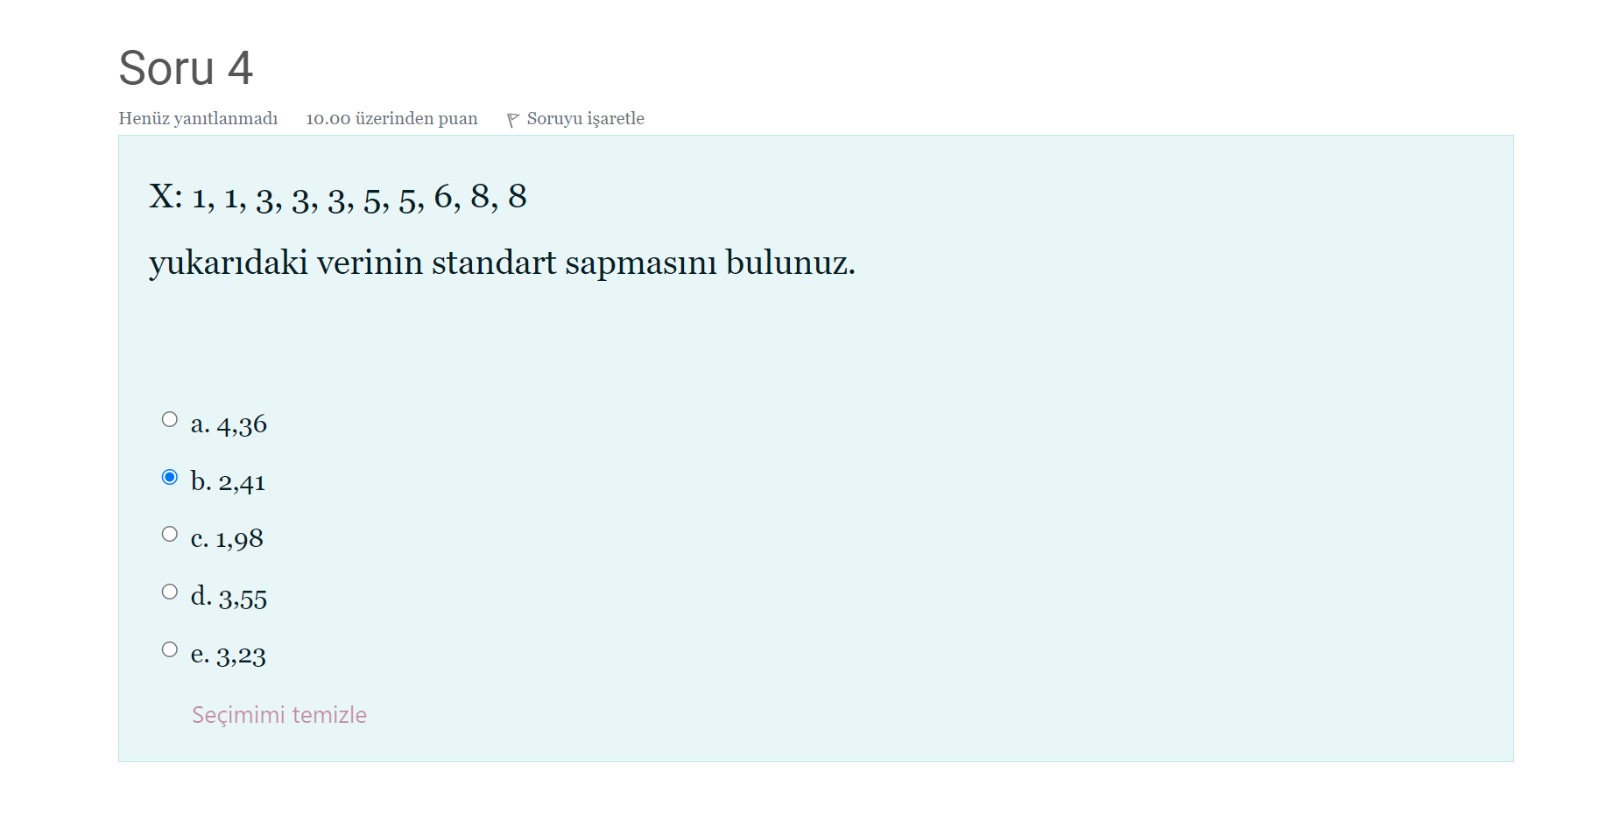 Soru 4
Henüz yanıtlanmadı 10.00 üzerinden puan Soruyu işaretle
X: 1, 1, 3, 3, 3, 5, 5, 6, 8, 8
yukarıdaki verinin standart sapmasını bulunuz.
a. 4,36
b. 2,41
c. 1,98
d. 3,55
e. 3,23
Seçimimi temizle